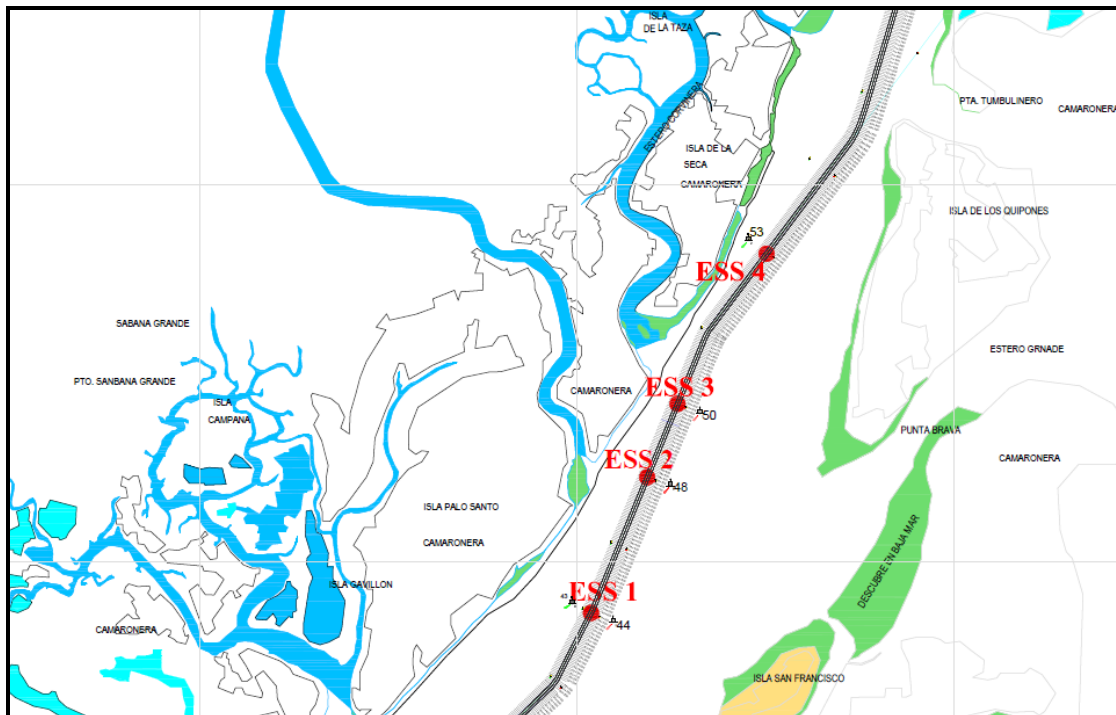 ISLA
DE LA TAZA
PTA. TUMBULINERO
CAMARONERA
ESTERO CORVINERA
ISLA DE LA
SECA
CAMARONERA
ISLA DE LOS QUIPONES
53
ESS 4
SABANA GRANDE
ESTERO GRNADE
PTO. SANBANA GRANDE
CAMARONERA
ESS 3
50
ISLA
CAMPANA
PUNTA BRAVA
CAMARONERA
ESS 2
48
ISLA PALO SANTO
CAMARONERA
DESCUBRE EN BAJA MAR
ISLA GAVILLON
43
ESS 1
44
CAMARONERA
ISLA SAN FRANCISCO